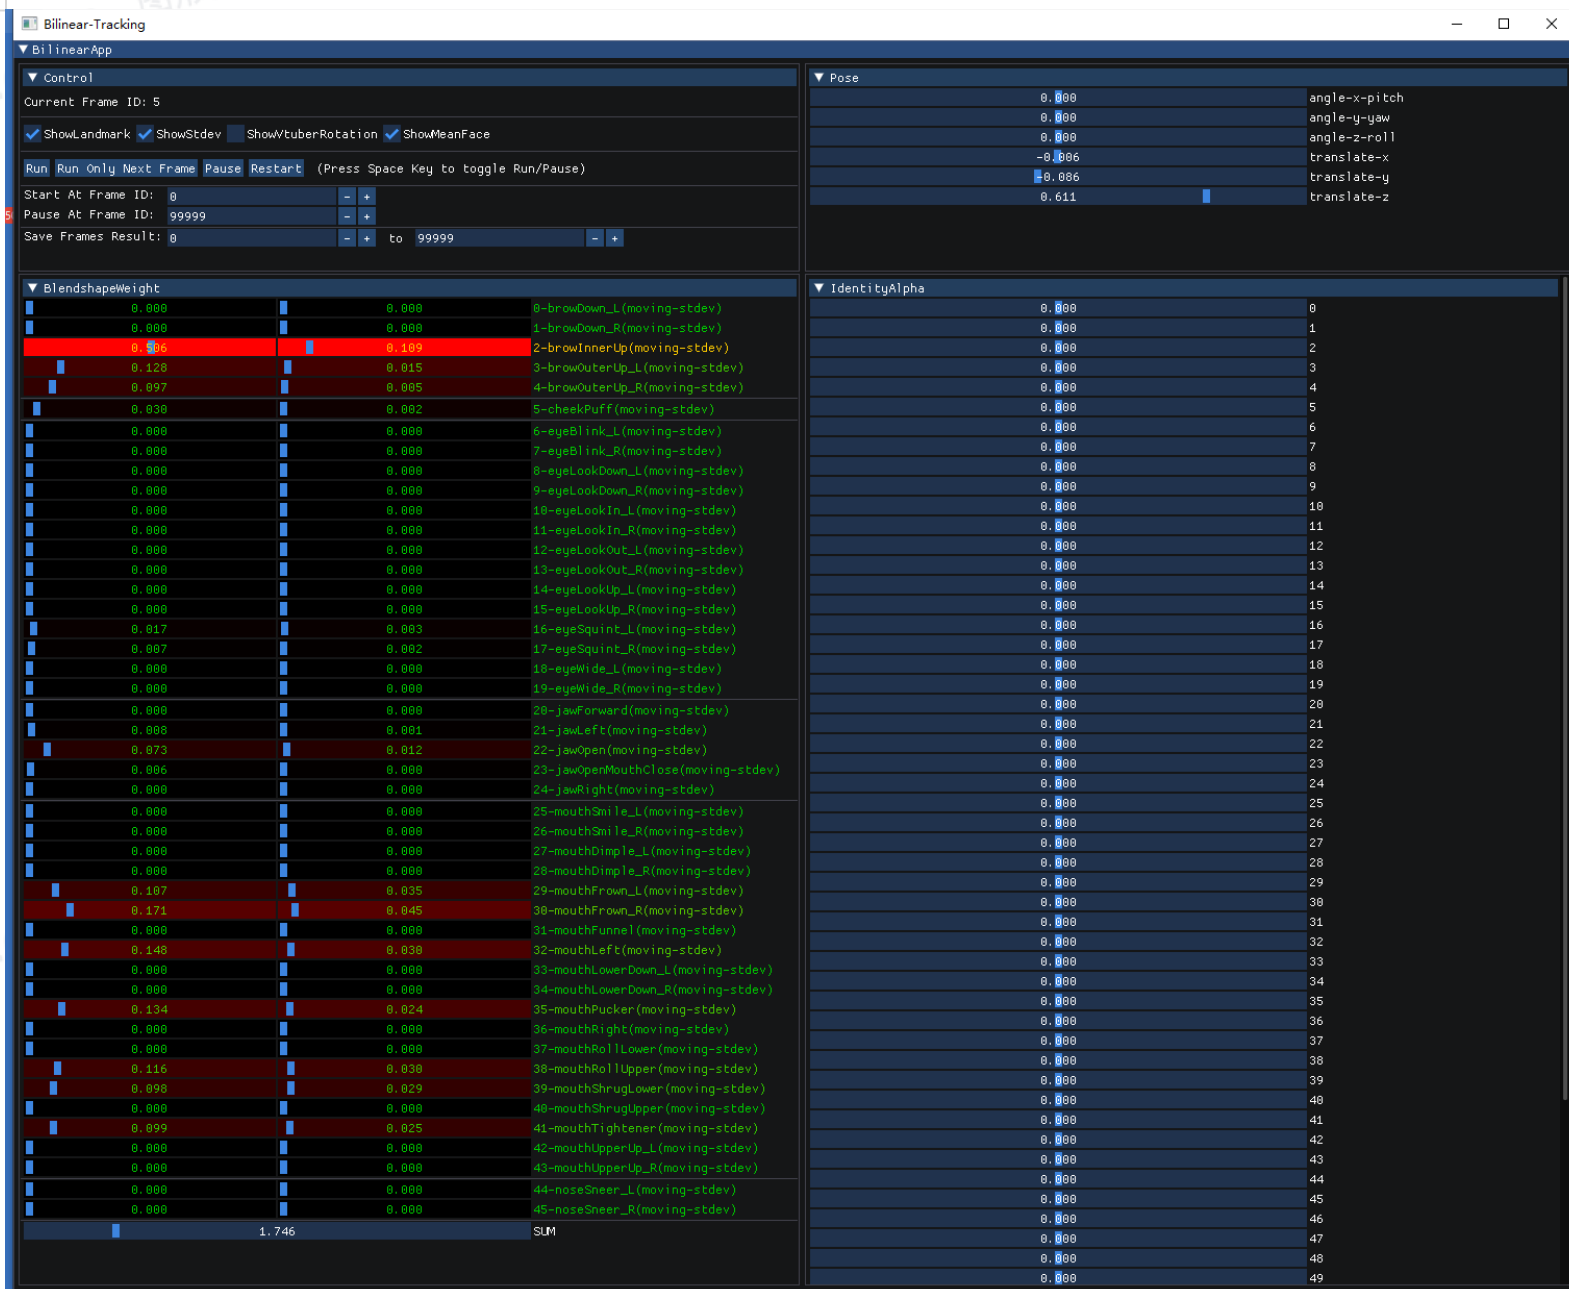 Bilinear-Tracking
BilinearApp
Control
Current Frame ID: 5
ShowLandmark ShowStdev ShowVtuberRotation ShowMeanFace
Run Run Only Next Frame Pause Restart (Press Space Key to toggle Run/Pause)
Start At Frame ID: 0 - +
Pause At Frame ID: 99999 - +
Save Frames Result: 0 - + to 99999 - +
Pose
0.000 angle-x-pitch
0.000 angle-y-yaw
0.000 angle-z-roll
-0.006 translate-x
-0.086 translate-y
0.611 translate-z
BlendshapeWeight
0.000 0.000 0-browDown_L(moving-stdev)
0.000 0.000 1-browDown_R(moving-stdev)
0.506 0.109 2-browInnerUp(moving-stdev)
0.128 0.015 3-browOuterUp_L(moving-stdev)
0.097 0.005 4-browOuterUp_R(moving-stdev)
0.030 0.002 5-cheekPuff(moving-stdev)
0.000 0.000 6-eyeBlink_L(moving-stdev)
0.000 0.000 7-eyeBlink_R(moving-stdev)
0.000 0.000 8-eyeLookDown_L(moving-stdev)
0.000 0.000 9-eyeLookDown_R(moving-stdev)
0.000 0.000 10-eyeLookIn_L(moving-stdev)
0.000 0.000 11-eyeLookIn_R(moving-stdev)
0.000 0.000 12-eyeLookOut_L(moving-stdev)
0.000 0.000 13-eyeLookOut_R(moving-stdev)
0.000 0.000 14-eyeLookUp_L(moving-stdev)
0.000 0.000 15-eyeLookUp_R(moving-stdev)
0.017 0.003 16-eyeSquint_L(moving-stdev)
0.007 0.002 17-eyeSquint_R(moving-stdev)
0.000 0.000 18-eyeWide_L(moving-stdev)
0.000 0.000 19-eyeWide_R(moving-stdev)
0.000 0.000 20-jawForward(moving-stdev)
0.008 0.001 21-jawLeft(moving-stdev)
0.073 0.012 22-jawOpen(moving-stdev)
0.006 0.000 23-jawOpenMouthClose(moving-stdev)
0.000 0.000 24-jawRight(moving-stdev)
0.000 0.000 25-mouthSmile_L(moving-stdev)
0.000 0.000 26-mouthSmile_R(moving-stdev)
0.000 0.000 27-mouthDimple_L(moving-stdev)
0.000 0.000 28-mouthDimple_R(moving-stdev)
0.107 0.035 29-mouthFrown_L(moving-stdev)
0.171 0.045 30-mouthFrown_R(moving-stdev)
0.000 0.000 31-mouthFunnel(moving-stdev)
0.148 0.030 32-mouthLeft(moving-stdev)
0.000 0.000 33-mouthLowerDown_L(moving-stdev)
0.000 0.000 34-mouthLowerDown_R(moving-stdev)
0.134 0.024 35-mouthPucker(moving-stdev)
0.000 0.000 36-mouthRight(moving-stdev)
0.000 0.000 37-mouthRollLower(moving-stdev)
0.116 0.030 38-mouthRollUpper(moving-stdev)
0.098 0.029 39-mouthShrugLower(moving-stdev)
0.000 0.000 40-mouthShrugUpper(moving-stdev)
0.099 0.025 41-mouthTightener(moving-stdev)
0.000 0.000 42-mouthUpperUp_L(moving-stdev)
0.000 0.000 43-mouthUpperUp_R(moving-stdev)
0.000 0.000 44-noseSneer_L(moving-stdev)
0.000 0.000 45-noseSneer_R(moving-stdev)
1.746 SUM
IdentityAlpha
0.000 0
0.000 1
0.000 2
0.000 3
0.000 4
0.000 5
0.000 6
0.000 7
0.000 8
0.000 9
0.000 10
0.000 11
0.000 12
0.000 13
0.000 14
0.000 15
0.000 16
0.000 17
0.000 18
0.000 19
0.000 20
0.000 21
0.000 22
0.000 23
0.000 24
0.000 25
0.000 26
0.000 27
0.000 28
0.000 29
0.000 30
0.000 31
0.000 32
0.000 33
0.000 34
0.000 35
0.000 36
0.000 37
0.000 38
0.000 39
0.000 40
0.000 41
0.000 42
0.000 43
0.000 44
0.000 45
0.000 46
0.000 47
0.000 48
0.000 49